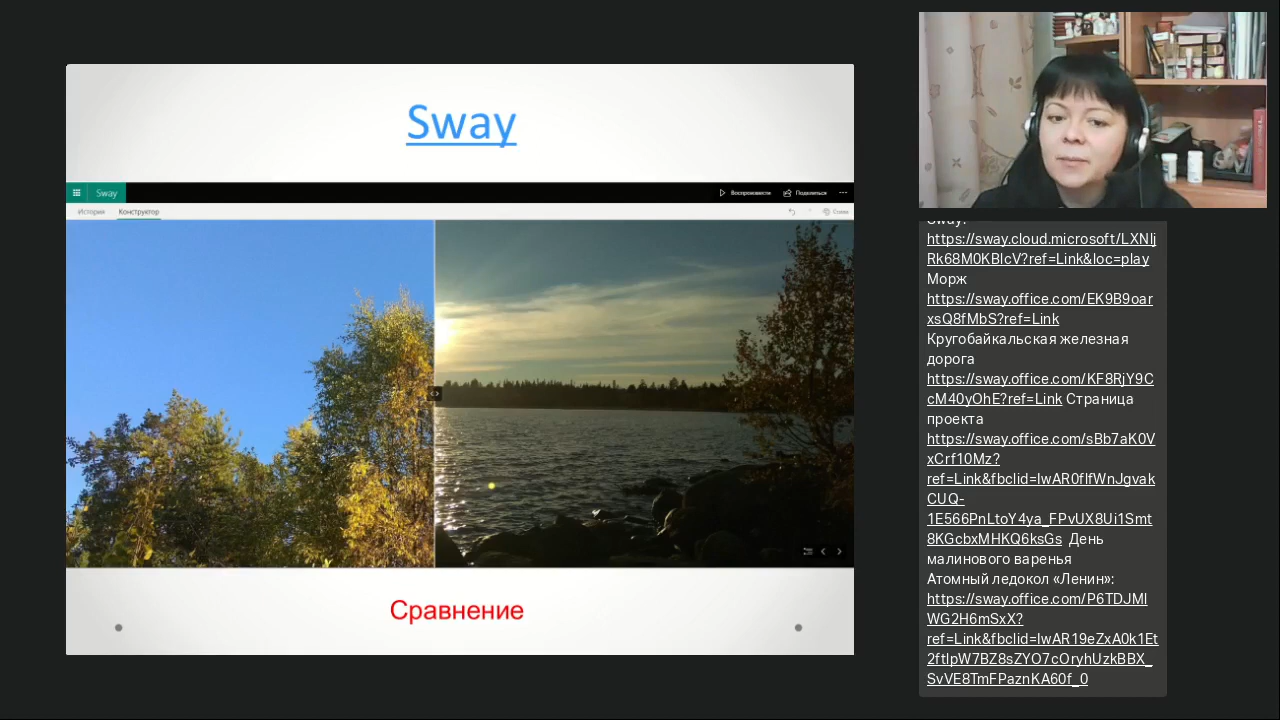 Sway
Sway
Воспроизвести
Поделиться
История
Конструктор
Сравнение
Sway:
https://sway.cloud.microsoft/LXNlj
Rk68M0KBlcV?ref=Link&loc=play
Морж
https://sway.office.com/EK9B9oar
xsQ8fMbS?ref=Link
Кругобайкальская железная
дорога
https://sway.office.com/KF8RjY9C
cM40yOhE?ref=Link Страница
проекта
https://sway.office.com/sBb7aK0V
xCrf10Mz?
ref=Link&fbclid=IwAR0fIfWnJgvak
CUQ-
1E566PnLtoY4ya_FPvUX8Ui1Smt
8KGcbxMHKQ6ksGs День
малинового варенья
Атомный ледокол «Ленин»:
https://sway.office.com/P6TDJMl
WG2H6mSxX?
ref=Link&fbclid=IwAR19eZxA0k1Et
2ftlpW7BZ8sZYO7cOryhUzkBBX_
SvVE8TmFPaznKA60f_0